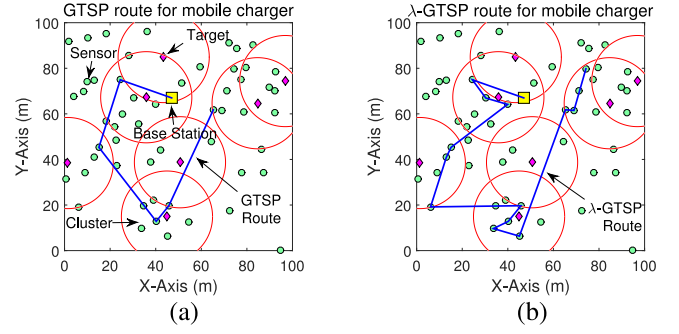 GTSP route for mobile charger
100
80
60
40
20
0
Y-Axis (m)
Target
Sensor
Base Station
GTSP
Route
Cluster
0 20 40 60 80 100
X-Axis (m)
(a)
λ-GTSP route for mobile charger
100
80
60
40
20
0
Y-Axis (m)
λ-GTSP
Route
0 20 40 60 80 100
X-Axis (m)
(b)